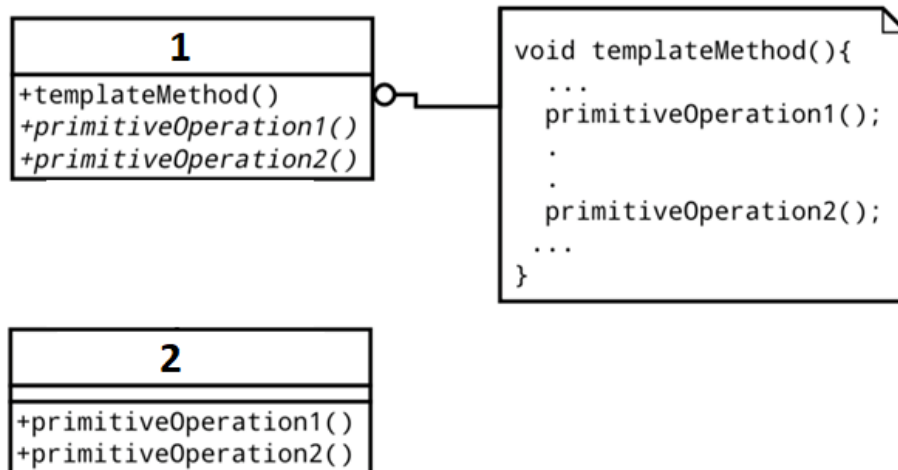 1
+templateMethod()
+primitiveOperation1()
+primitiveOperation2()
void templateMethod(){
...
primitiveOperation1();
.
.
primitiveOperation2();
...
}
2
+primitiveOperation1()
+primitiveOperation2()